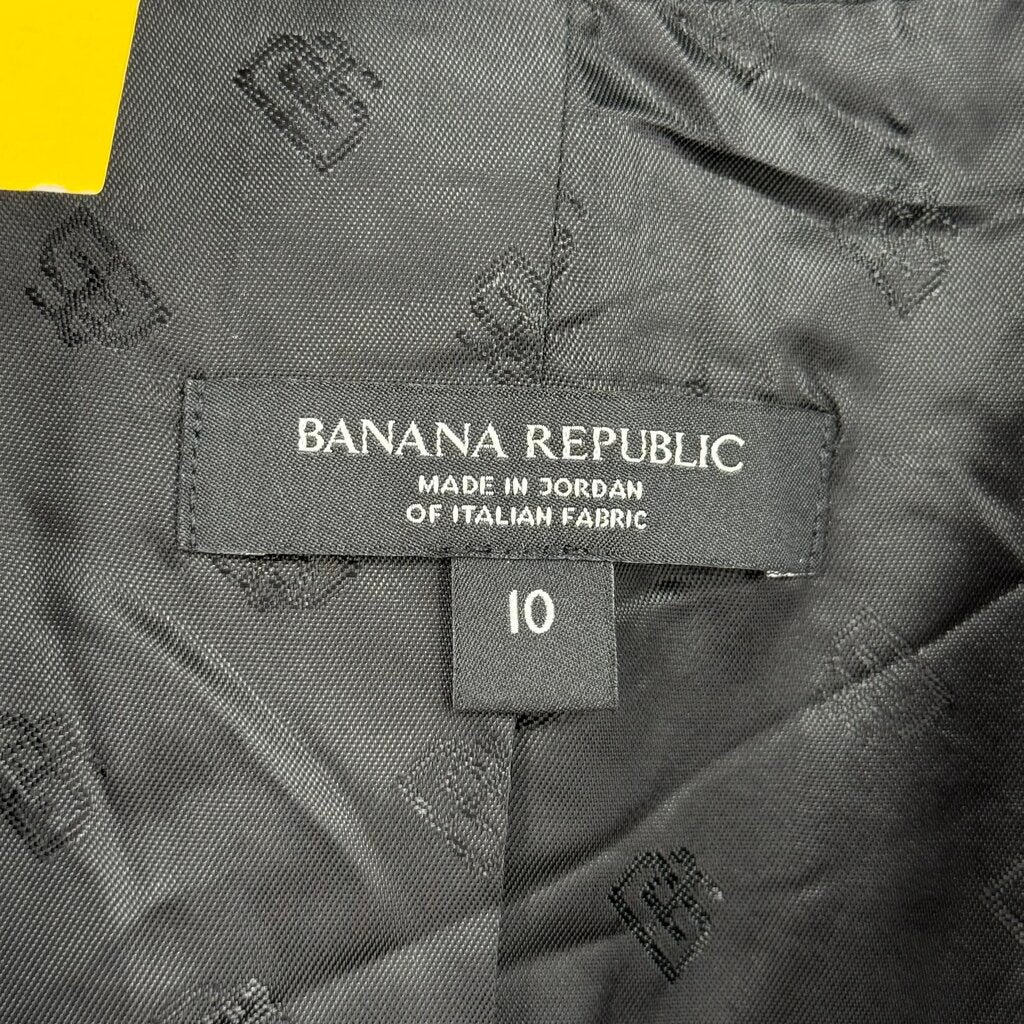 BANANA REPUBLIC
MADE IN JORDAN
OF ITALIAN FABRIC
10